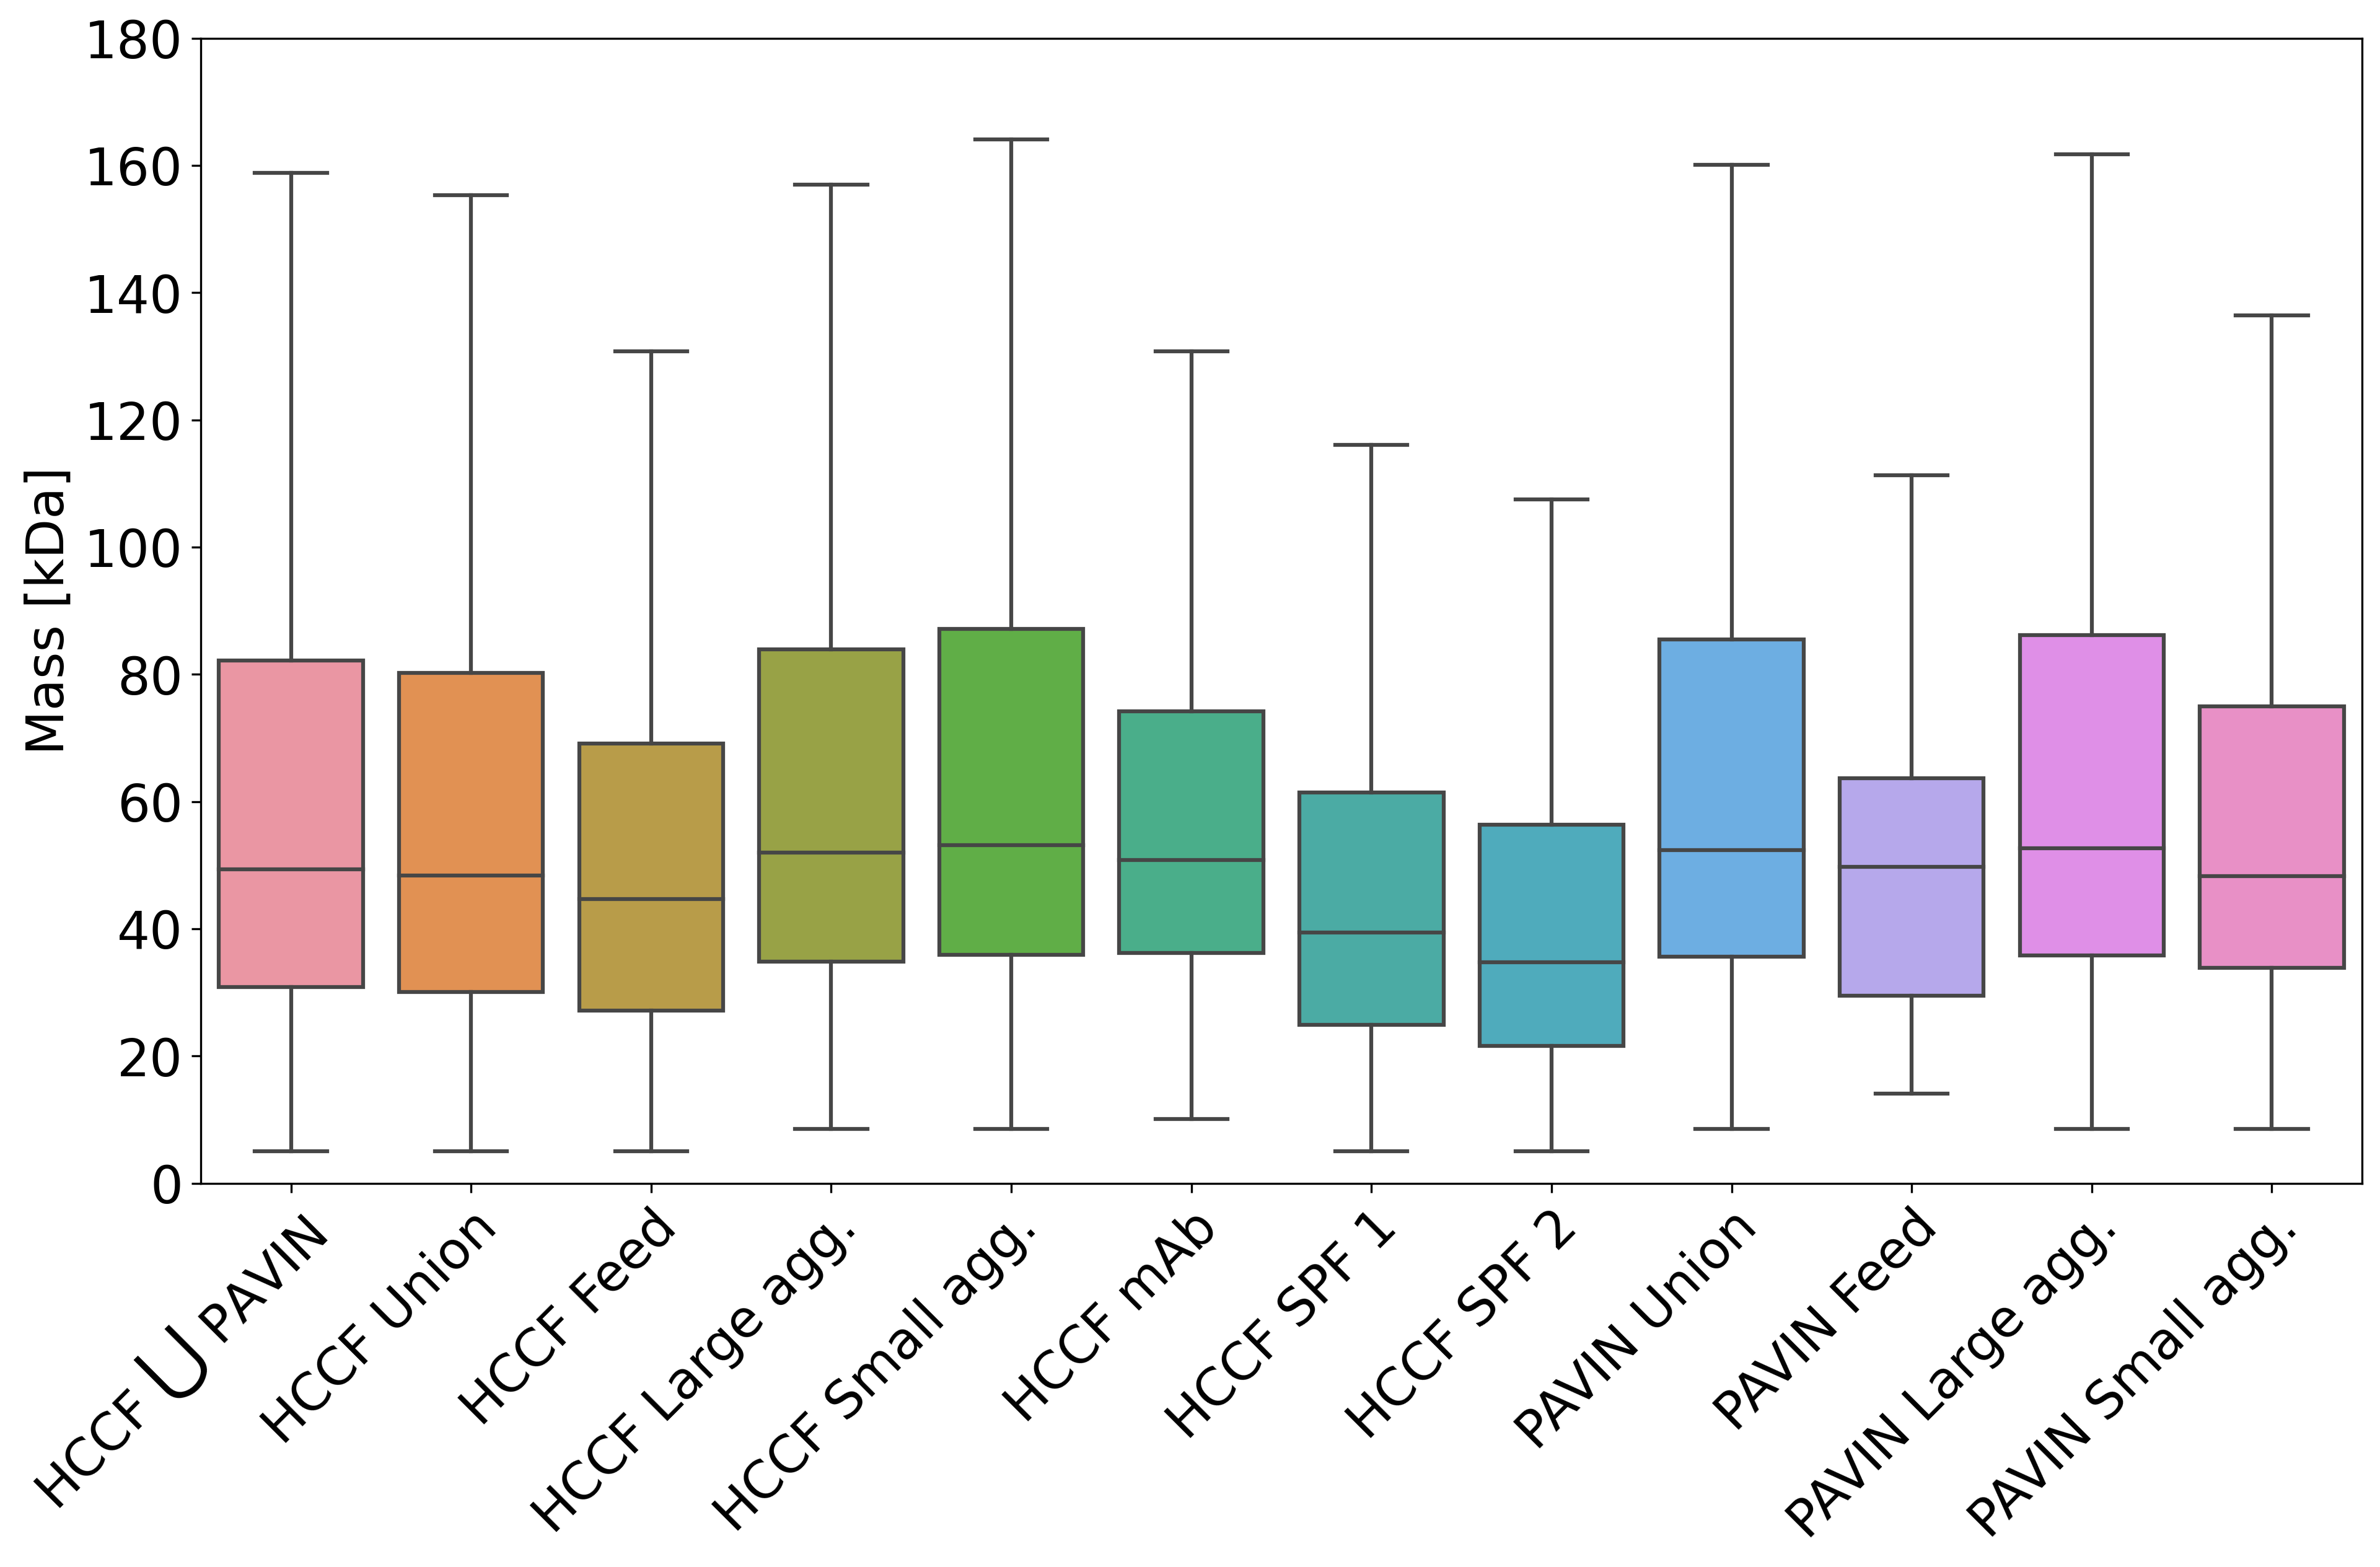 180
160
140
120
100
80
60
40
20
0
Mass [kDa]
HCCF U PAVIN
HCCF Union
HCCF Feed
HCCF Large agg.
HCCF Small agg.
HCCF mAb
HCCF SPF 1
HCCF SPF 2
PAVIN Union
PAVIN Feed
PAVIN Large agg.
PAVIN Small agg.